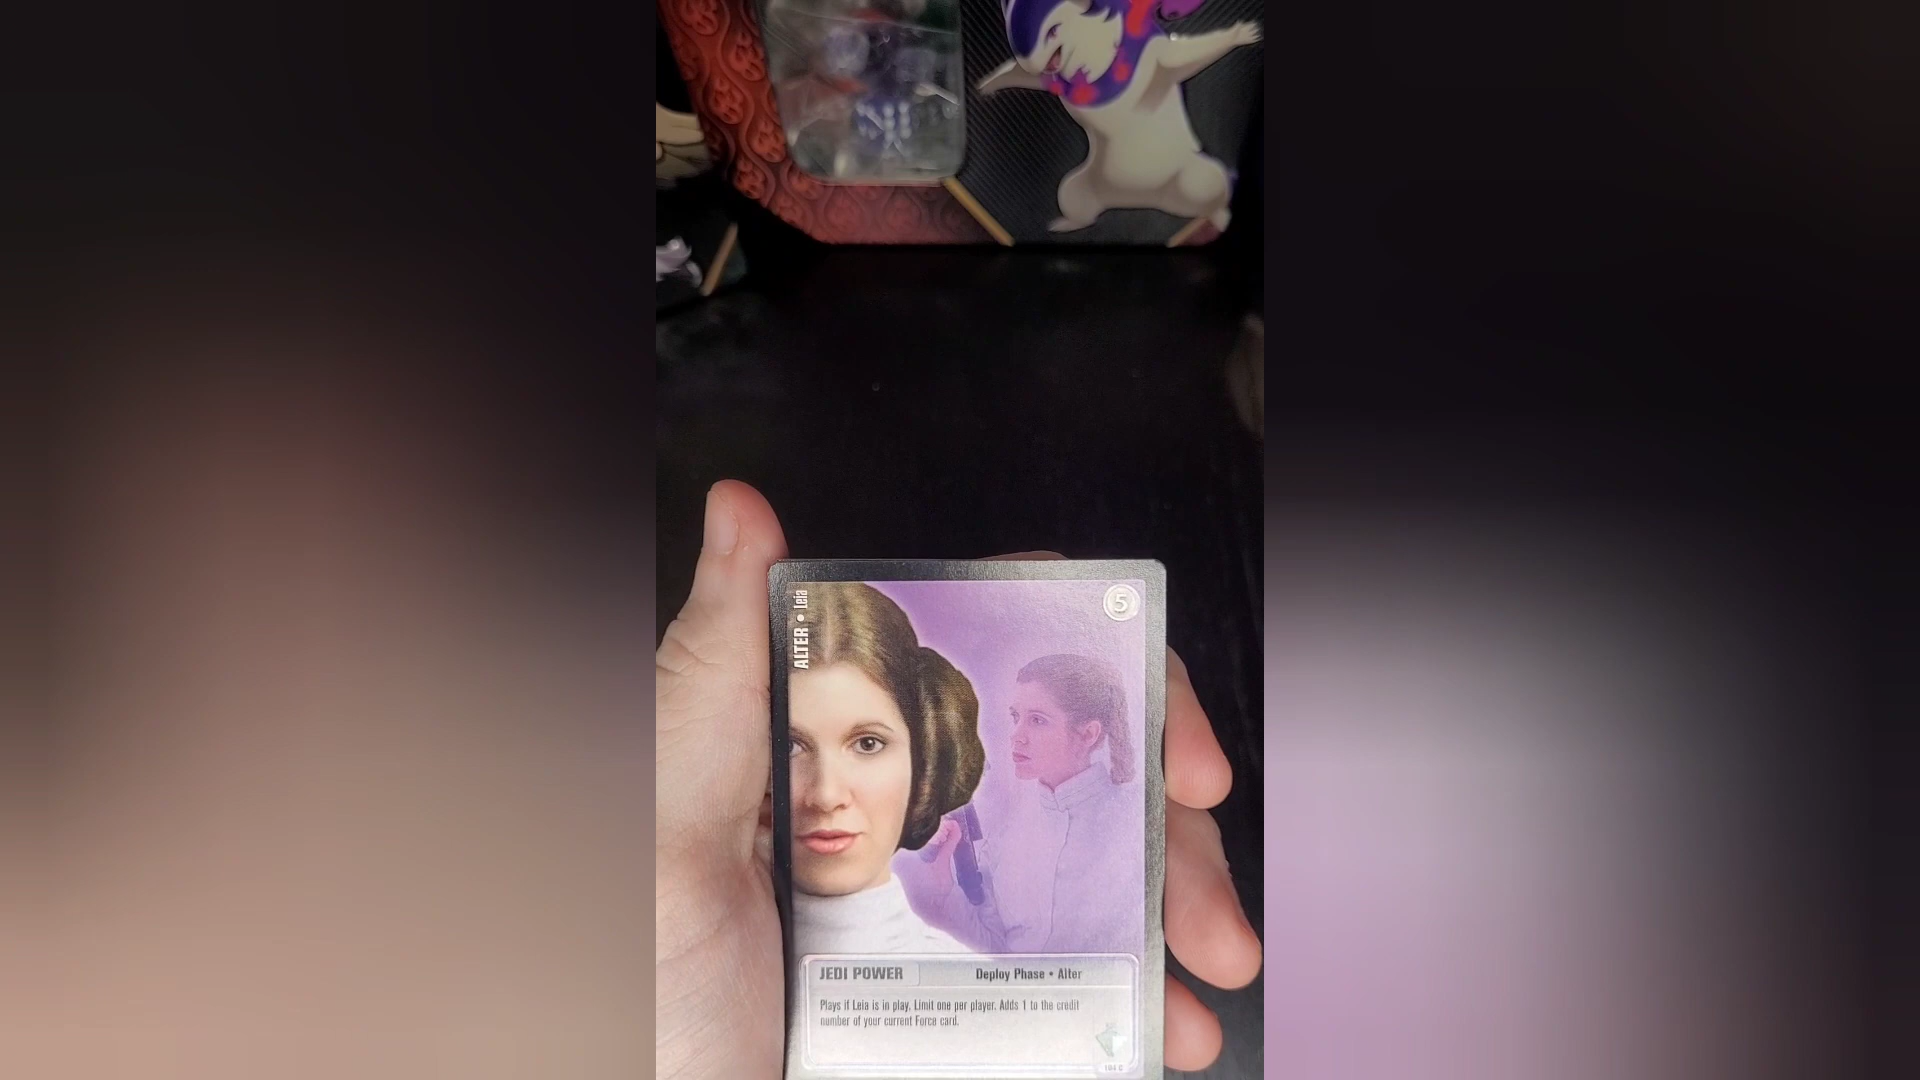 ALTER • Leia
5
JEDI POWER
Deploy Phase • Alter
Plays if Leia is in play. Limit one per player. Adds 1 to the credit
number of your current Force card.